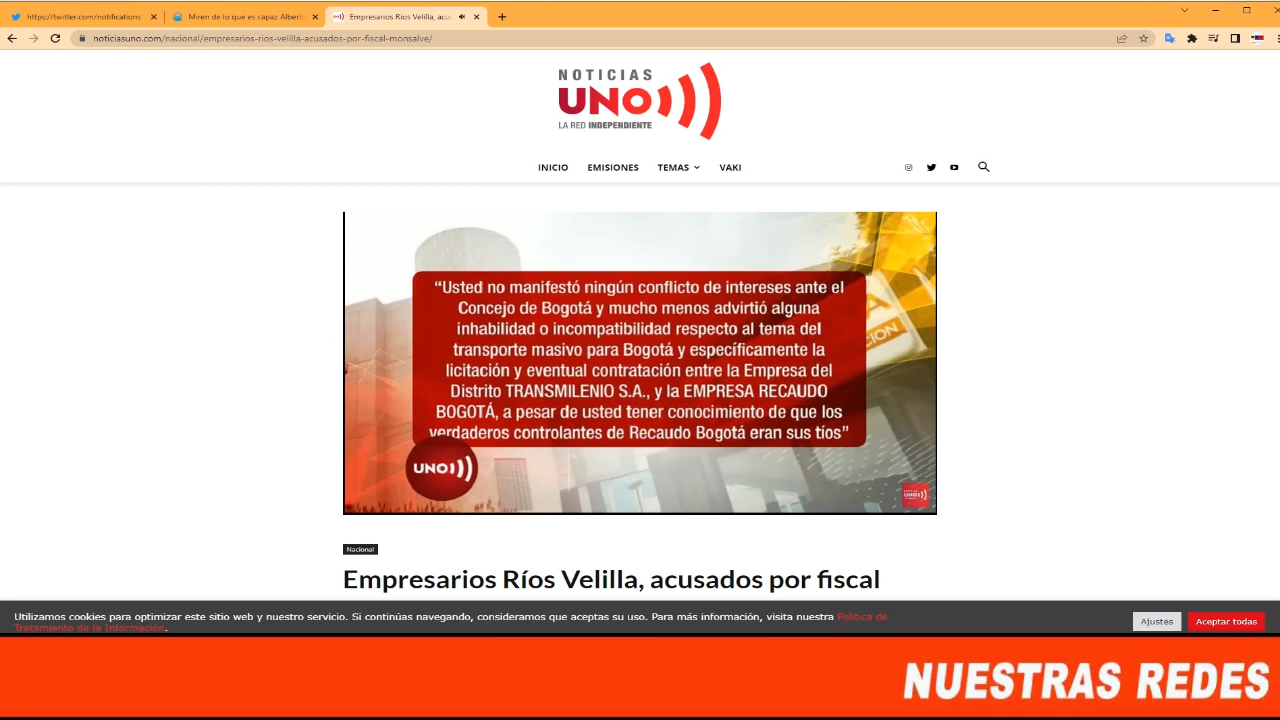 https://twitter.com/notifications
Miren de lo que es capaz Alberto
Empresarios Ríos Velilla, acus
noticiasuno.com/nacional/empresarios-rios-velilla-acusados-por-fiscal-monsalve/
NOTICIAS
UNO
LA RED INDEPENDIENTE
INICIO EMISIONES TEMAS VAKI
“Usted no manifestó ningún conflicto de intereses ante el
Concejo de Bogotá y mucho menos advirtió alguna
inhabilidad o incompatibilidad respecto al tema del
transporte masivo para Bogotá y específicamente la
licitación y eventual contratación entre la Empresa del
Distrito TRANSMILENIO S.A., y la EMPRESA RECAUDO
BOGOTÁ, a pesar de usted tener conocimiento de que los
verdaderos controlantes de Recaudo Bogotá eran sus tíos”
UNO
UNO
Nacional
Empresarios Ríos Velilla, acusados por fiscal
Utilizamos cookies para optimizar este sitio web y nuestro servicio. Si continúas navegando, consideramos que aceptas su uso. Para más información, visita nuestra Política de
Tratamiento de la Información.
Ajustes
Aceptar todas
NUESTRAS REDES